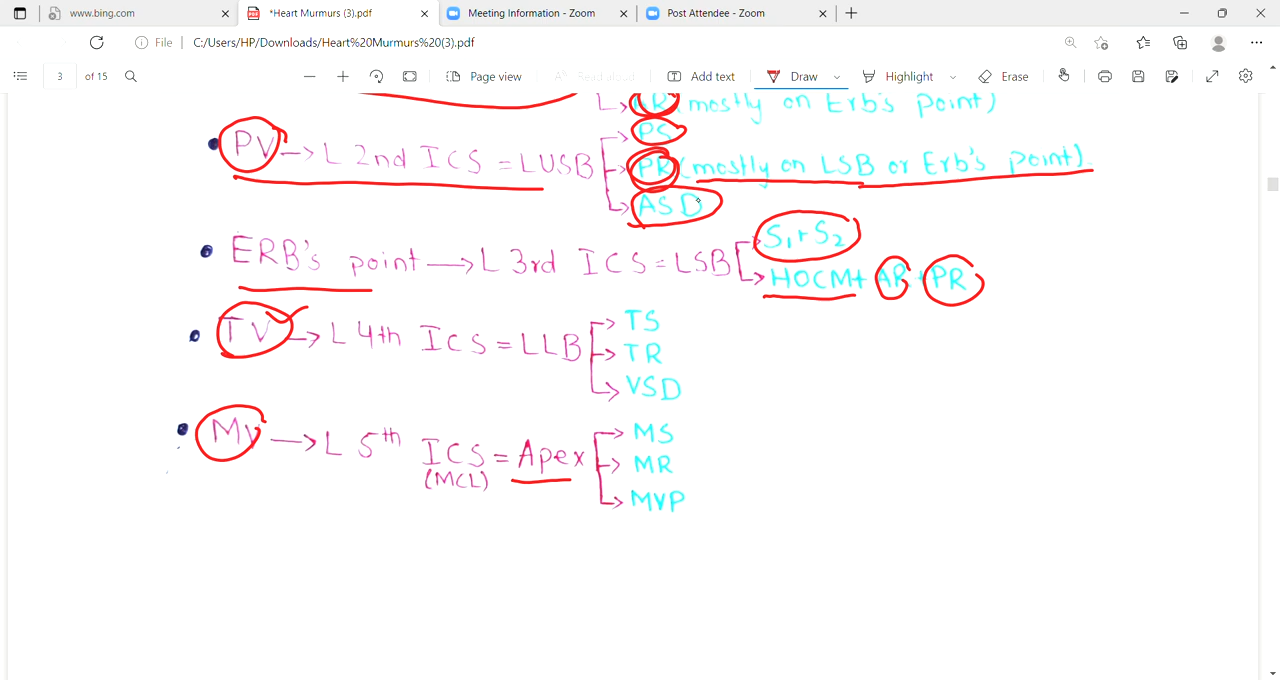 www.bing.com
*Heart Murmurs (3).pdf
Meeting Information - Zoom
Post Attendee - Zoom
File
C:/Users/HP/Downloads/Heart%20Murmurs%20(3).pdf
3 of 15
Page view
Read aloud
Add text
Draw
Highlight
Erase
(mostly on Erb's point)
PS
PV → L 2nd ICS = LUSB
PR (mostly on LSB or Erb's point)
ASD
S1+S2
ERB's point → L 3rd ICS = LSB
HOCM + AR + PR
TS
TV → L 4th ICS = LLB
TR
VSD
MS
MV → L 5th ICS = Apex
MR
(MCL)
MVP